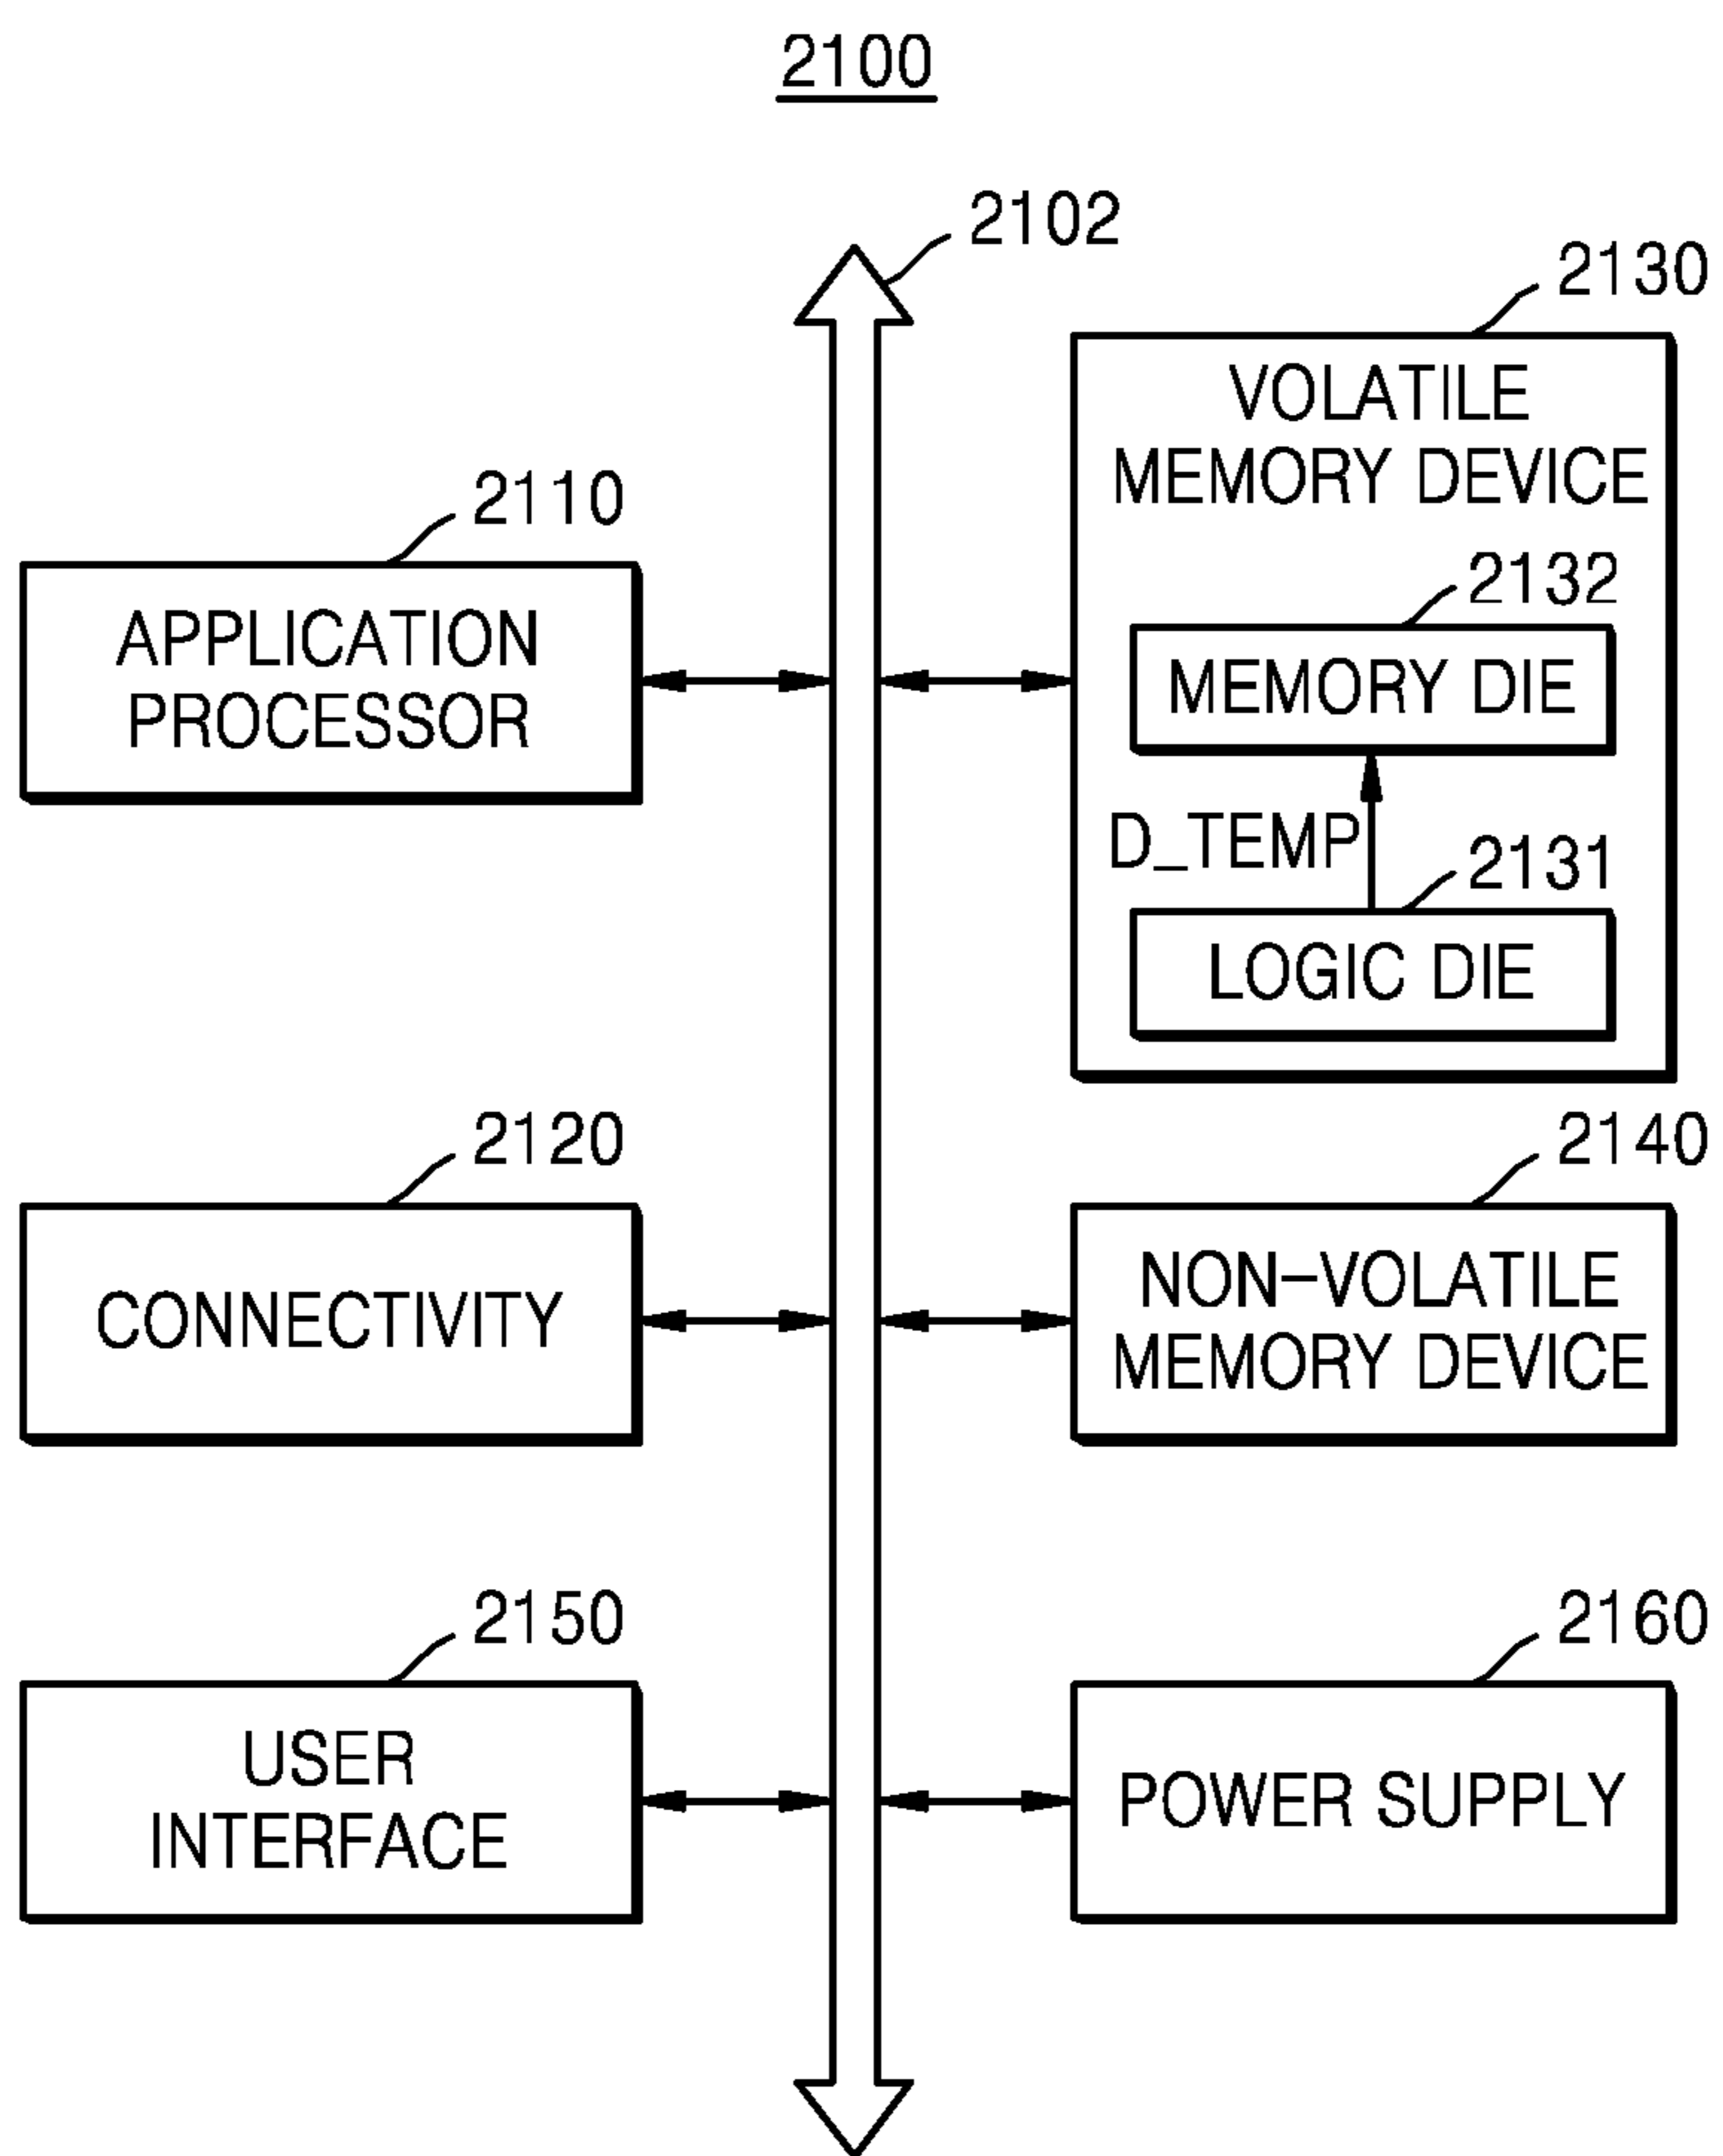 2100
2102
2130
VOLATILE
MEMORY DEVICE
2110
APPLICATION
PROCESSOR
2132
MEMORY DIE
D_TEMP
2131
LOGIC DIE
2120
CONNECTIVITY
2140
NON-VOLATILE
MEMORY DEVICE
2150
USER
INTERFACE
2160
POWER SUPPLY